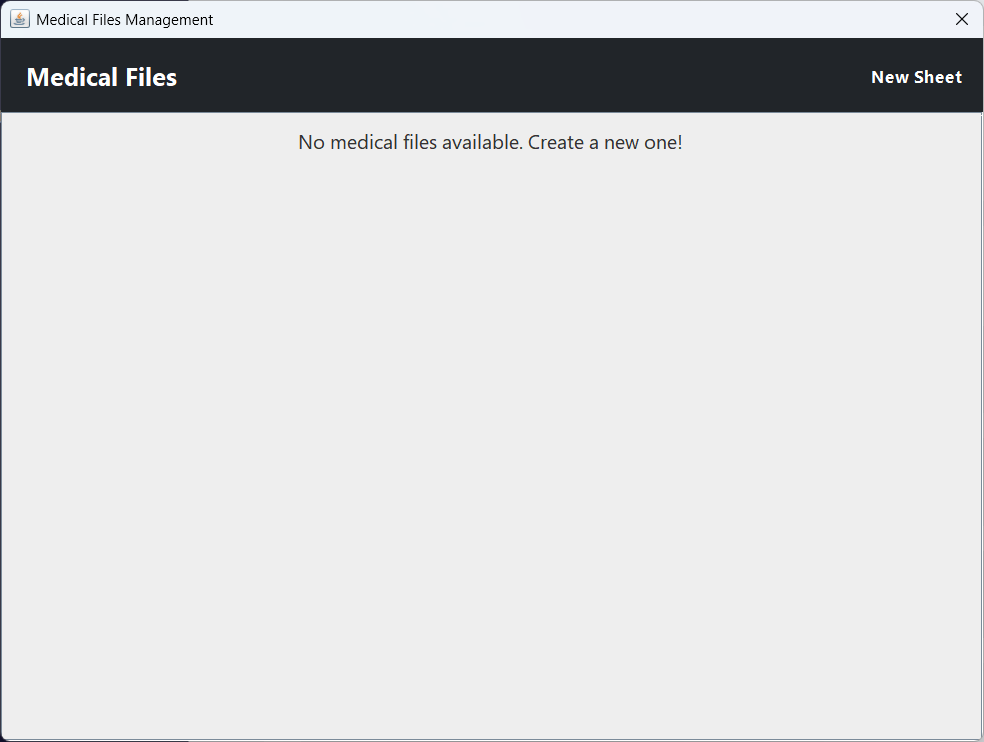 Medical Files Management
Medical Files
New Sheet
No medical files available. Create a new one!